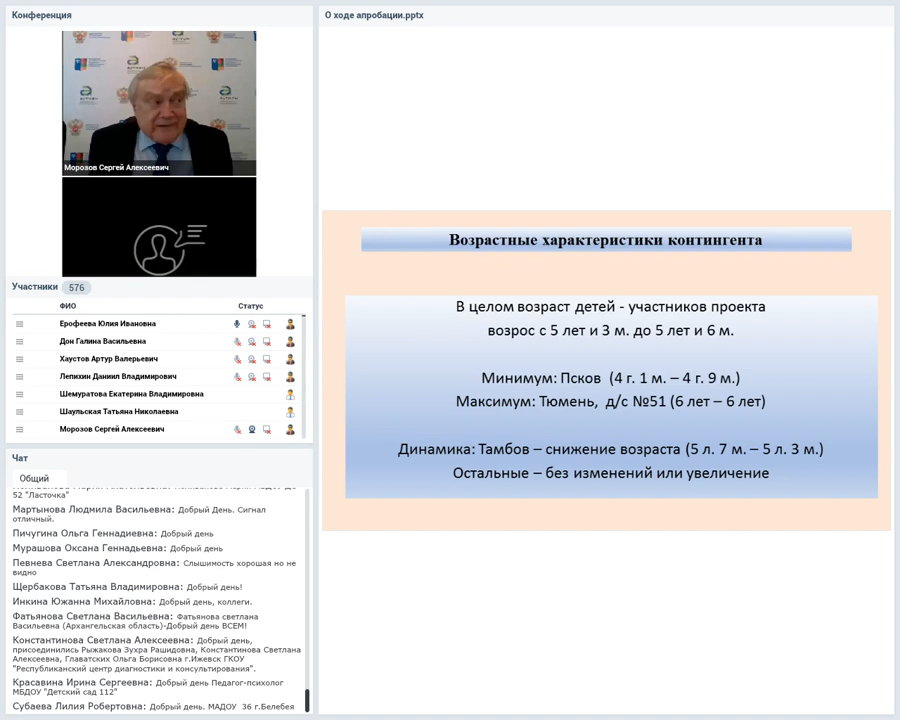 Конференция
Морозов Сергей Алексеевич
Участники 576
ФИО Статус
Ерофеева Юлия Ивановна
Дон Галина Васильевна
Хаустов Артур Валерьевич
Лепихин Даниил Владимирович
Шемуратова Екатерина Владимировна
Шаульская Татьяна Николаевна
Морозов Сергей Алексеевич
Чат
Общий
52 "Ласточка"
Мартынова Людмила Васильевна: Добрый День. Сигнал
отличный.
Пичугина Ольга Геннадиевна: Добрый день
Мурашова Оксана Геннадьевна: Добрый день
Певнева Светлана Александровна: Слышимость хорошая но не
видно
Щербакова Татьяна Владимировна: Добрый день!
Инкина Южанна Михайловна: Добрый день, коллеги.
Фатьянова Светлана Васильевна: Фатьянова светлана
Васильевна (Архангельская область)-Добрый день ВСЕМ!
Константинова Светлана Алексеевна: Добрый день,
присоединились Рыжакова Зухра Рашидовна, Константинова Светлана
Алексеевна, Главатских Ольга Борисовна г.Ижевск ГКОУ
"Республиканский центр диагностики и консультирования".
Красавина Ирина Сергеевна: Добрый день Педагог-психолог
МБДОУ "Детский сад 112"
Субаева Лилия Робертовна: Добрый день. МАДОУ 36 г.Белебея
О ходе апробации.pptx
Возрастные характеристики контингента
В целом возраст детей - участников проекта
возрос с 5 лет и 3 м. до 5 лет и 6 м.
Минимум: Псков (4 г. 1 м. – 4 г. 9 м.)
Максимум: Тюмень, д/с №51 (6 лет – 6 лет)
Динамика: Тамбов – снижение возраста (5 л. 7 м. – 5 л. 3 м.)
Остальные – без изменений или увеличение